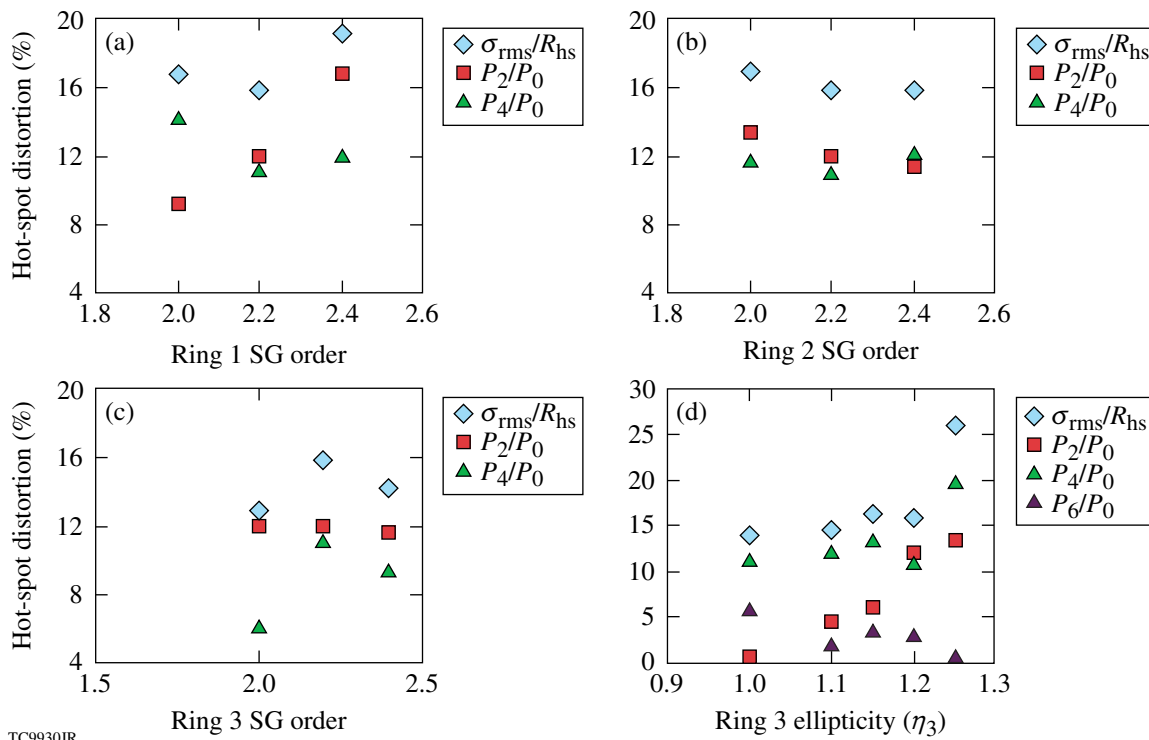 (a)
20
16
12
8
4
Hot-spot distortion (%)
1.8 2.0 2.2 2.4 2.6
Ring 1 SG order
σrms/Rhs
P2/P0
P4/P0
(b)
20
16
12
8
4
1.8 2.0 2.2 2.4 2.6
Ring 2 SG order
σrms/Rhs
P2/P0
P4/P0
(c)
20
16
12
8
4
Hot-spot distortion (%)
1.5 2.0 2.5
Ring 3 SG order
σrms/Rhs
P2/P0
P4/P0
(d)
30
25
20
15
10
5
0
0.9 1.0 1.1 1.2 1.3
Ring 3 ellipticity (η3)
σrms/Rhs
P2/P0
P4/P0
P6/P0
TC9930JR